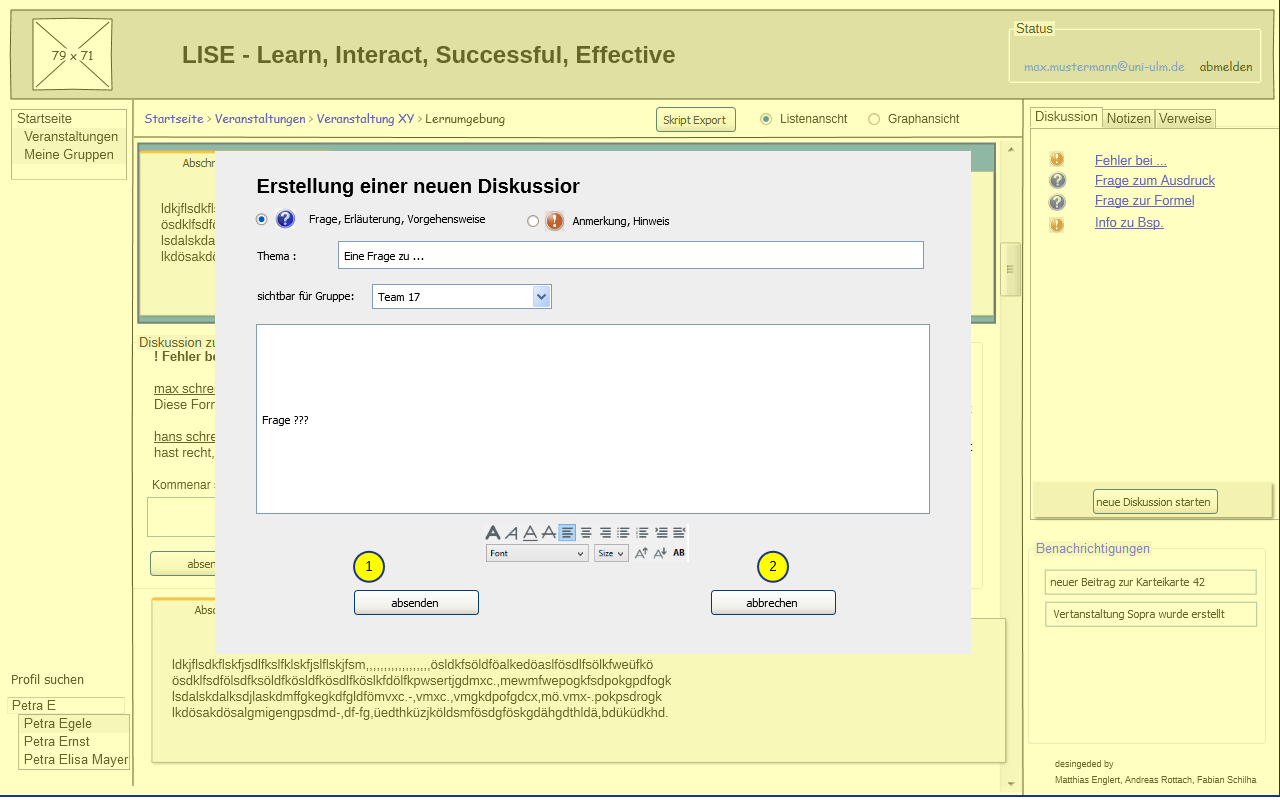 79 x 71
LISE - Learn, Interact, Successful, Effective
Status
max.mustermann@uni-ulm.de abmelden
Startseite
Veranstaltungen
Meine Gruppen
Startseite > Veranstaltungen > Veranstaltung XY > Lernumgebung
Skript Export
Listenanscht
Graphansicht
Diskussion Notizen Verweise
Fehler bei ...
Frage zum Ausdruck
Frage zur Formel
Info zu Bsp.
neue Diskussion starten
Abschn
ldkjflsdkfl
ösdklfsdfö
lsdalskda
lkdösakdö
Erstellung einer neuen Diskussior
Frage, Erläuterung, Vorgehensweise
Anmerkung, Hinweis
Thema :
Eine Frage zu ...
sichtbar für Gruppe:
Team 17
Frage ???
Font
Size
AB
1
2
absenden
abbrechen
Diskussion zu
! Fehler be
max schre
Diese Forn
hans schre
hast recht,
Kommenar
absen
Absc
ldkjflsdkflskfjsdlfkslfklskfjslflskjfsm,,,,,,,,,,,,,,,,,,,ösldkfsöldföalkedöaslfösdlfsölkfweüfkö
ösdklfsdfölsdfksöldfkösldfkösdlfköslkfdölfkpwsertjgdmxc.,mewmfwepogkfsdpokgpdfogk
lsdalskdalksdjlaskdmffgkegkdfgldfömvxc.-,vmxc.,vmgkdpofgdcx,mö.vmx-.pokpsdrogk
lkdösakdösalgmigengpsdmd-,df-fg,üedthküzjköldsmfösdgföskgdähgdthldä,bdüküdkhd.
Benachrichtigungen
neuer Beitrag zur Karteikarte 42
Vertanstaltung Sopra wurde erstellt
Profil suchen
Petra E
Petra Egele
Petra Ernst
Petra Elisa Mayer
desingeded by
Matthias Englert, Andreas Rottach, Fabian Schilha